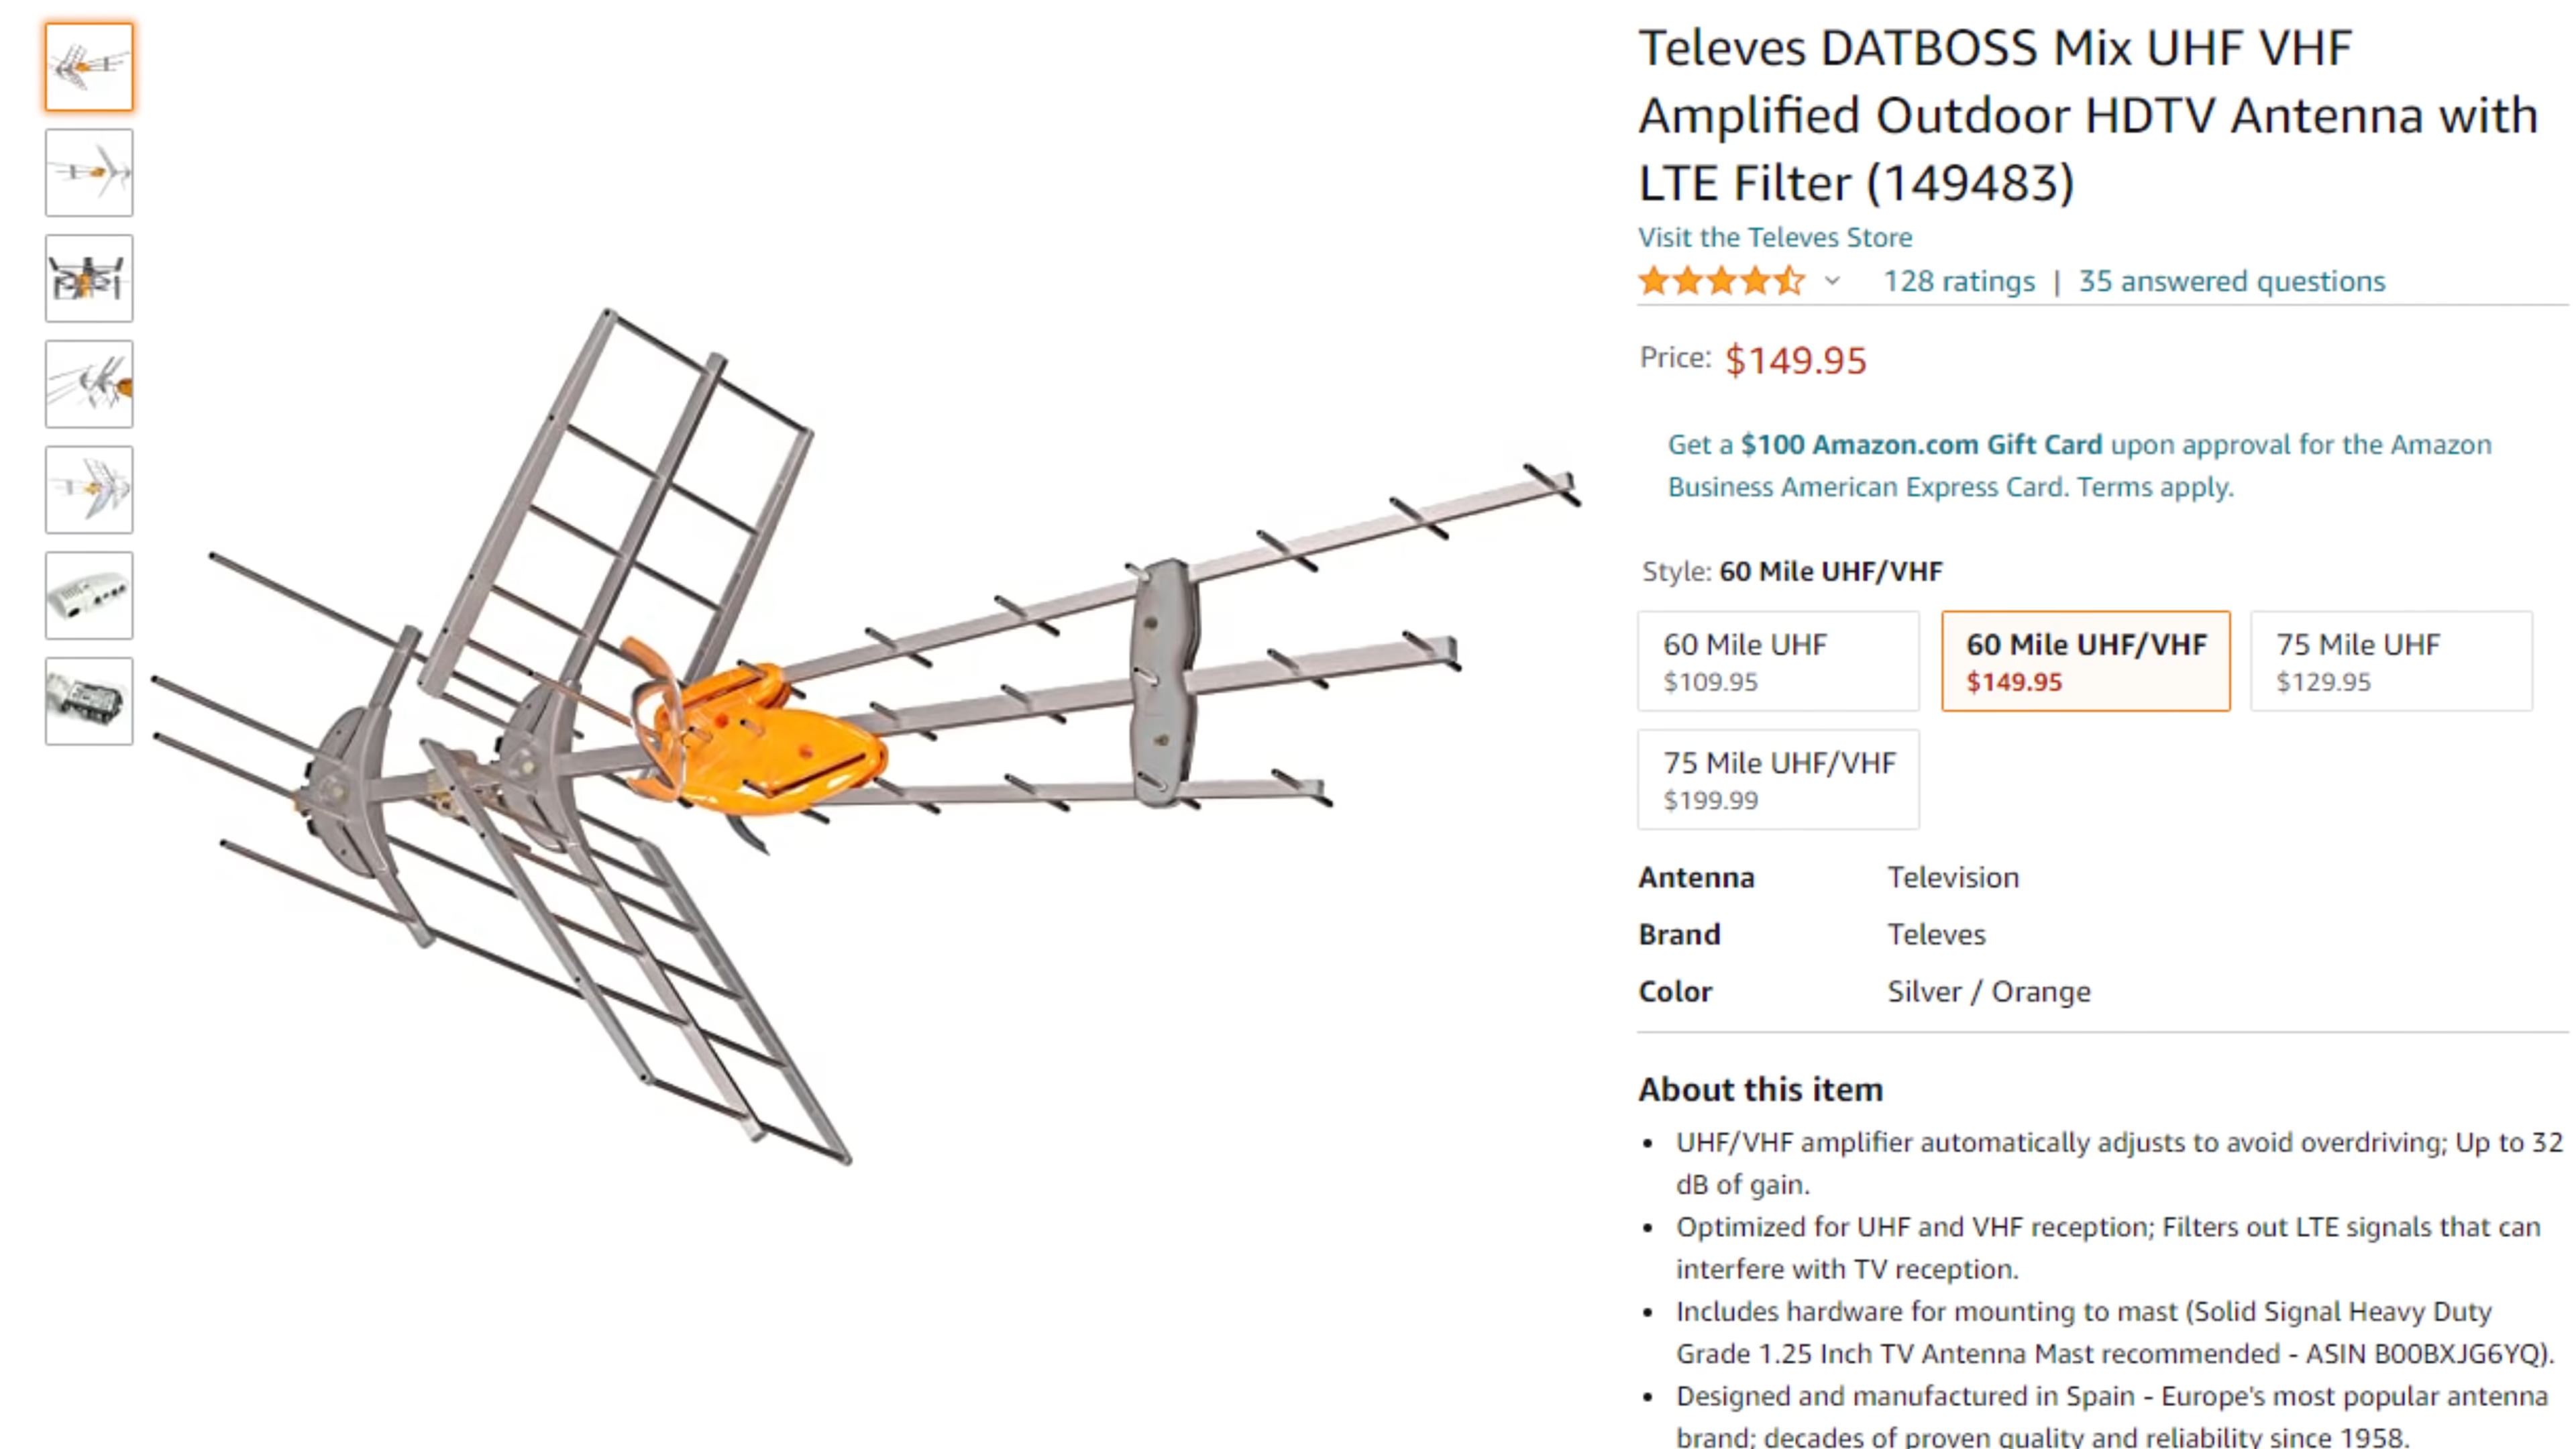 Televes DATBOSS Mix UHF VHF
Amplified Outdoor HDTV Antenna with
LTE Filter (149483)
Visit the Televes Store
128 ratings | 35 answered questions
Price: $149.95
Get a $100 Amazon.com Gift Card upon approval for the Amazon
Business American Express Card. Terms apply.
Style: 60 Mile UHF/VHF
60 Mile UHF
$109.95
60 Mile UHF/VHF
$149.95
75 Mile UHF
$129.95
75 Mile UHF/VHF
$199.99
Antenna Television
Brand Televes
Color Silver / Orange
About this item
• UHF/VHF amplifier automatically adjusts to avoid overdriving; Up to 32
dB of gain.
• Optimized for UHF and VHF reception; Filters out LTE signals that can
interfere with TV reception.
• Includes hardware for mounting to mast (Solid Signal Heavy Duty
Grade 1.25 Inch TV Antenna Mast recommended - ASIN B00BXJG6YQ).
• Designed and manufactured in Spain - Europe's most popular antenna
brand; decades of proven quality and reliability since 1958.